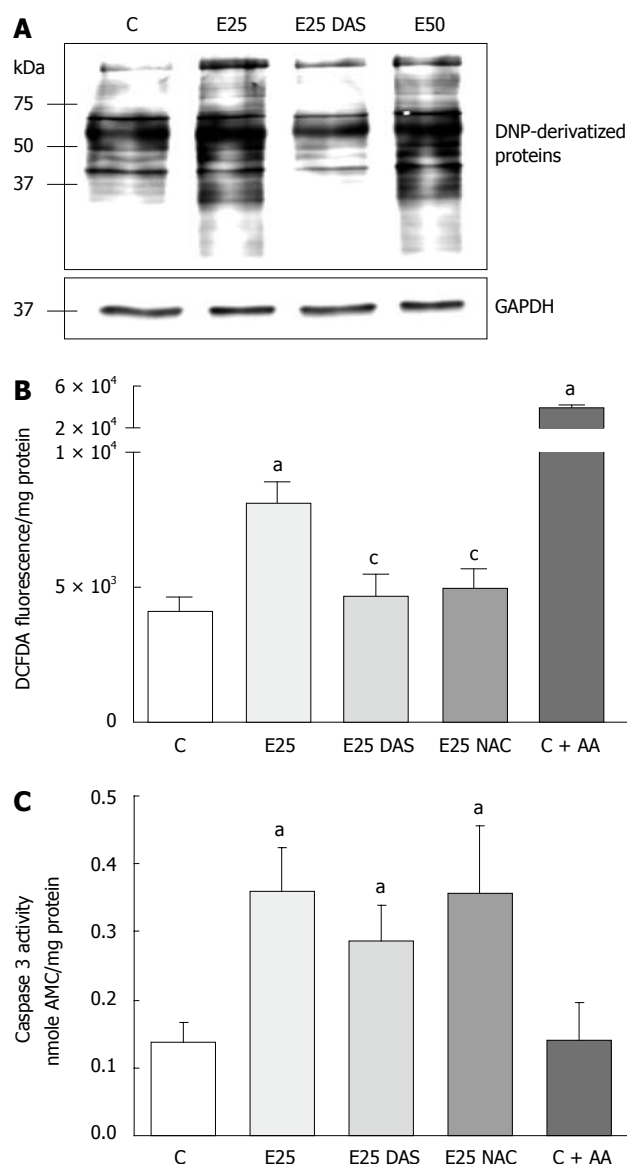 A
C E25 E25 DAS E50
kDa
75
50
37
DNP-derivatized
proteins
37
GAPDH
B
6 × 10⁴
2 × 10⁴
1 × 10⁴
5 × 10³
0
DCFDA fluorescence/mg protein
a
a
c
c
C E25 E25 DAS E25 NAC C + AA
C
0.5
0.4
0.3
0.2
0.1
0.0
Caspase 3 activity
nmole AMC/mg protein
a
a
a
C E25 E25 DAS E25 NAC C + AA